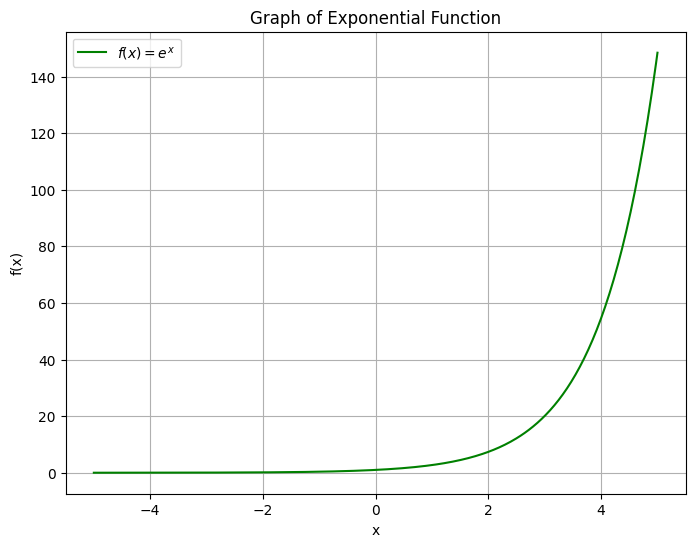 Graph of Exponential Function
f(x) = e^x
140
120
100
80
60
40
20
0
f(x)
−4 −2 0 2 4
x